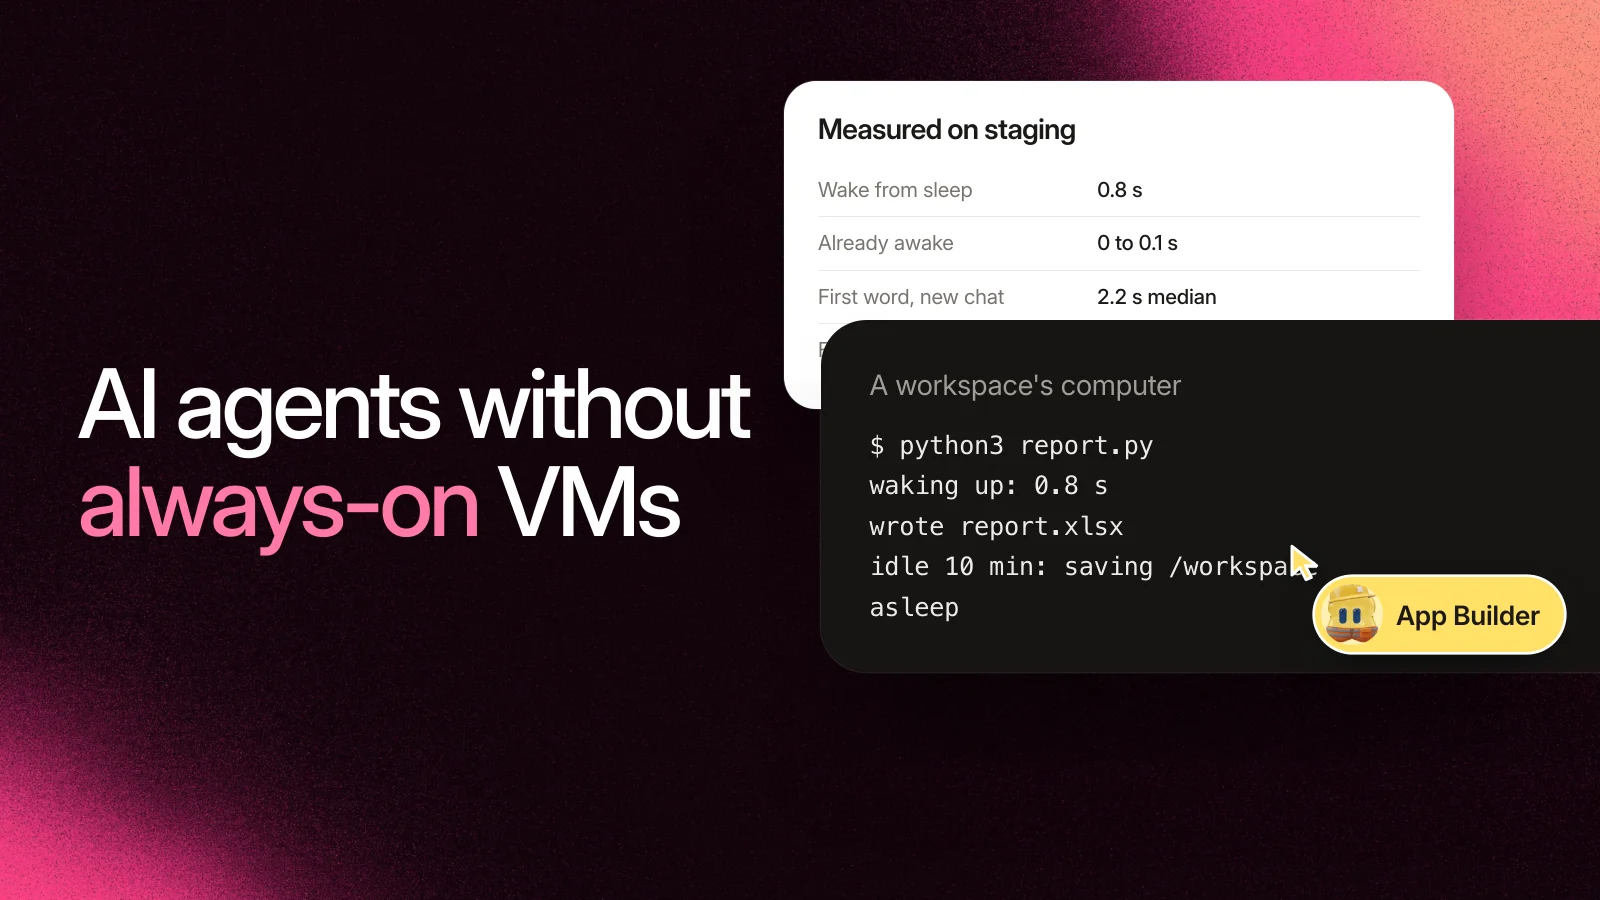 AI agents without
always-on VMs
Measured on staging
Wake from sleep 0.8 s
Already awake 0 to 0.1 s
First word, new chat 2.2 s median
A workspace's computer
$ python3 report.py
waking up: 0.8 s
wrote report.xlsx
idle 10 min: saving /workspace
asleep
App Builder